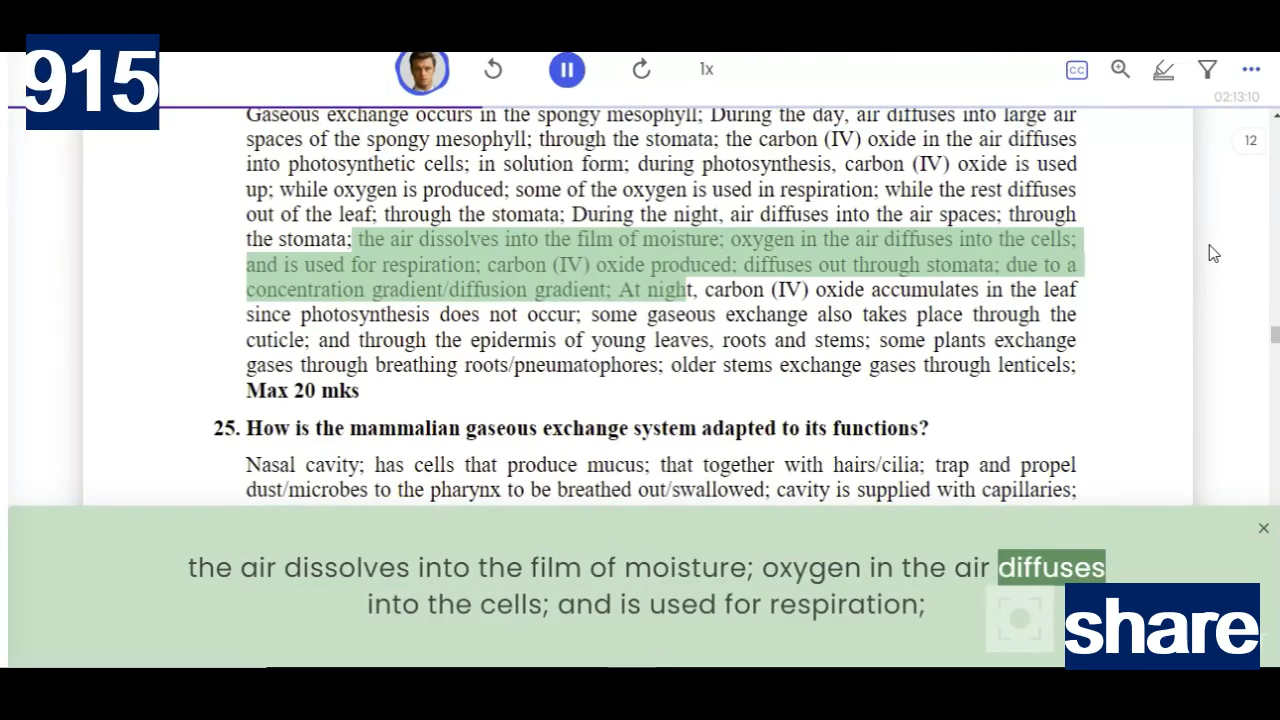 915
1x
CC
02:13:10
12
Gaseous exchange occurs in the spongy mesophyll; During the day, air diffuses into large air
spaces of the spongy mesophyll; through the stomata; the carbon (IV) oxide in the air diffuses
into photosynthetic cells; in solution form; during photosynthesis, carbon (IV) oxide is used
up; while oxygen is produced; some of the oxygen is used in respiration; while the rest diffuses
out of the leaf; through the stomata; During the night, air diffuses into the air spaces; through
the stomata; the air dissolves into the film of moisture; oxygen in the air diffuses into the cells;
and is used for respiration; carbon (IV) oxide produced; diffuses out through stomata; due to a
concentration gradient/diffusion gradient; At night, carbon (IV) oxide accumulates in the leaf
since photosynthesis does not occur; some gaseous exchange also takes place through the
cuticle; and through the epidermis of young leaves, roots and stems; some plants exchange
gases through breathing roots/pneumatophores; older stems exchange gases through lenticels;
Max 20 mks
25. How is the mammalian gaseous exchange system adapted to its functions?
Nasal cavity; has cells that produce mucus; that together with hairs/cilia; trap and propel
dust/microbes to the pharynx to be breathed out/swallowed; cavity is supplied with capillaries;
the air dissolves into the film of moisture; oxygen in the air diffuses
into the cells; and is used for respiration;
share